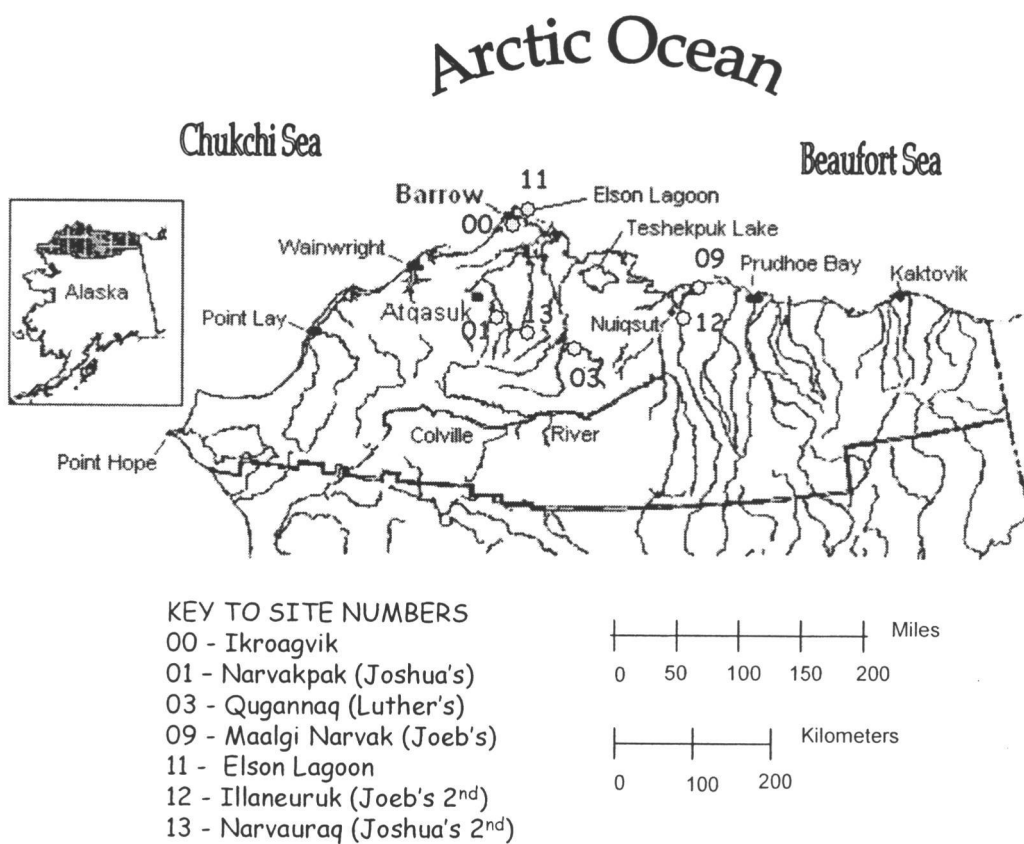 Arctic Ocean
Chukchi Sea
Beaufort Sea
Barrow
11
Elson Lagoon
00
Teshekpuk Lake
Wainwright
09
Prudhoe Bay
Kaktovik
Alaska
Atqasuk
Point Lay
01
13
Nuiqsut
12
03
Colville
River
Point Hope
KEY TO SITE NUMBERS
00 - Ikroagvik
01 - Narvakpak (Joshua's)
03 - Qugannaq (Luther's)
09 - Maalgi Narvak (Joeb's)
11 - Elson Lagoon
12 - Illaneuruk (Joeb's 2nd)
13 - Narvauraq (Joshua's 2nd)
Miles
0 50 100 150 200
Kilometers
0 100 200